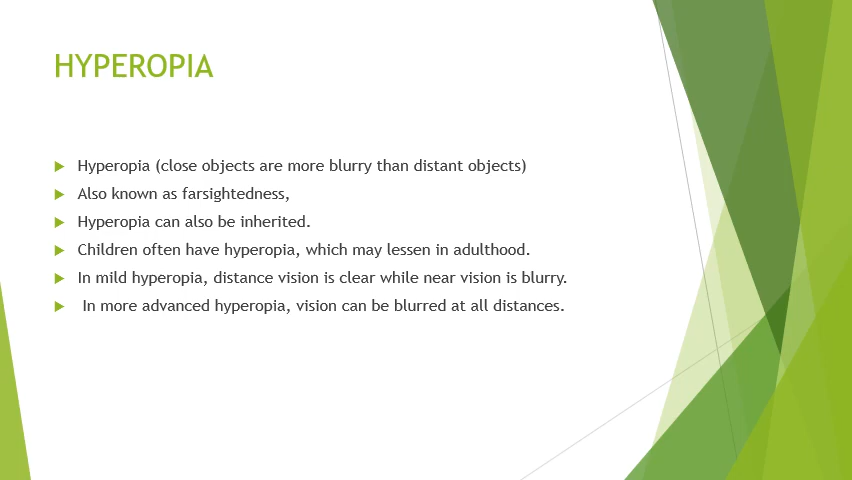 HYPEROPIA
Hyperopia (close objects are more blurry than distant objects)
Also known as farsightedness,
Hyperopia can also be inherited.
Children often have hyperopia, which may lessen in adulthood.
In mild hyperopia, distance vision is clear while near vision is blurry.
In more advanced hyperopia, vision can be blurred at all distances.